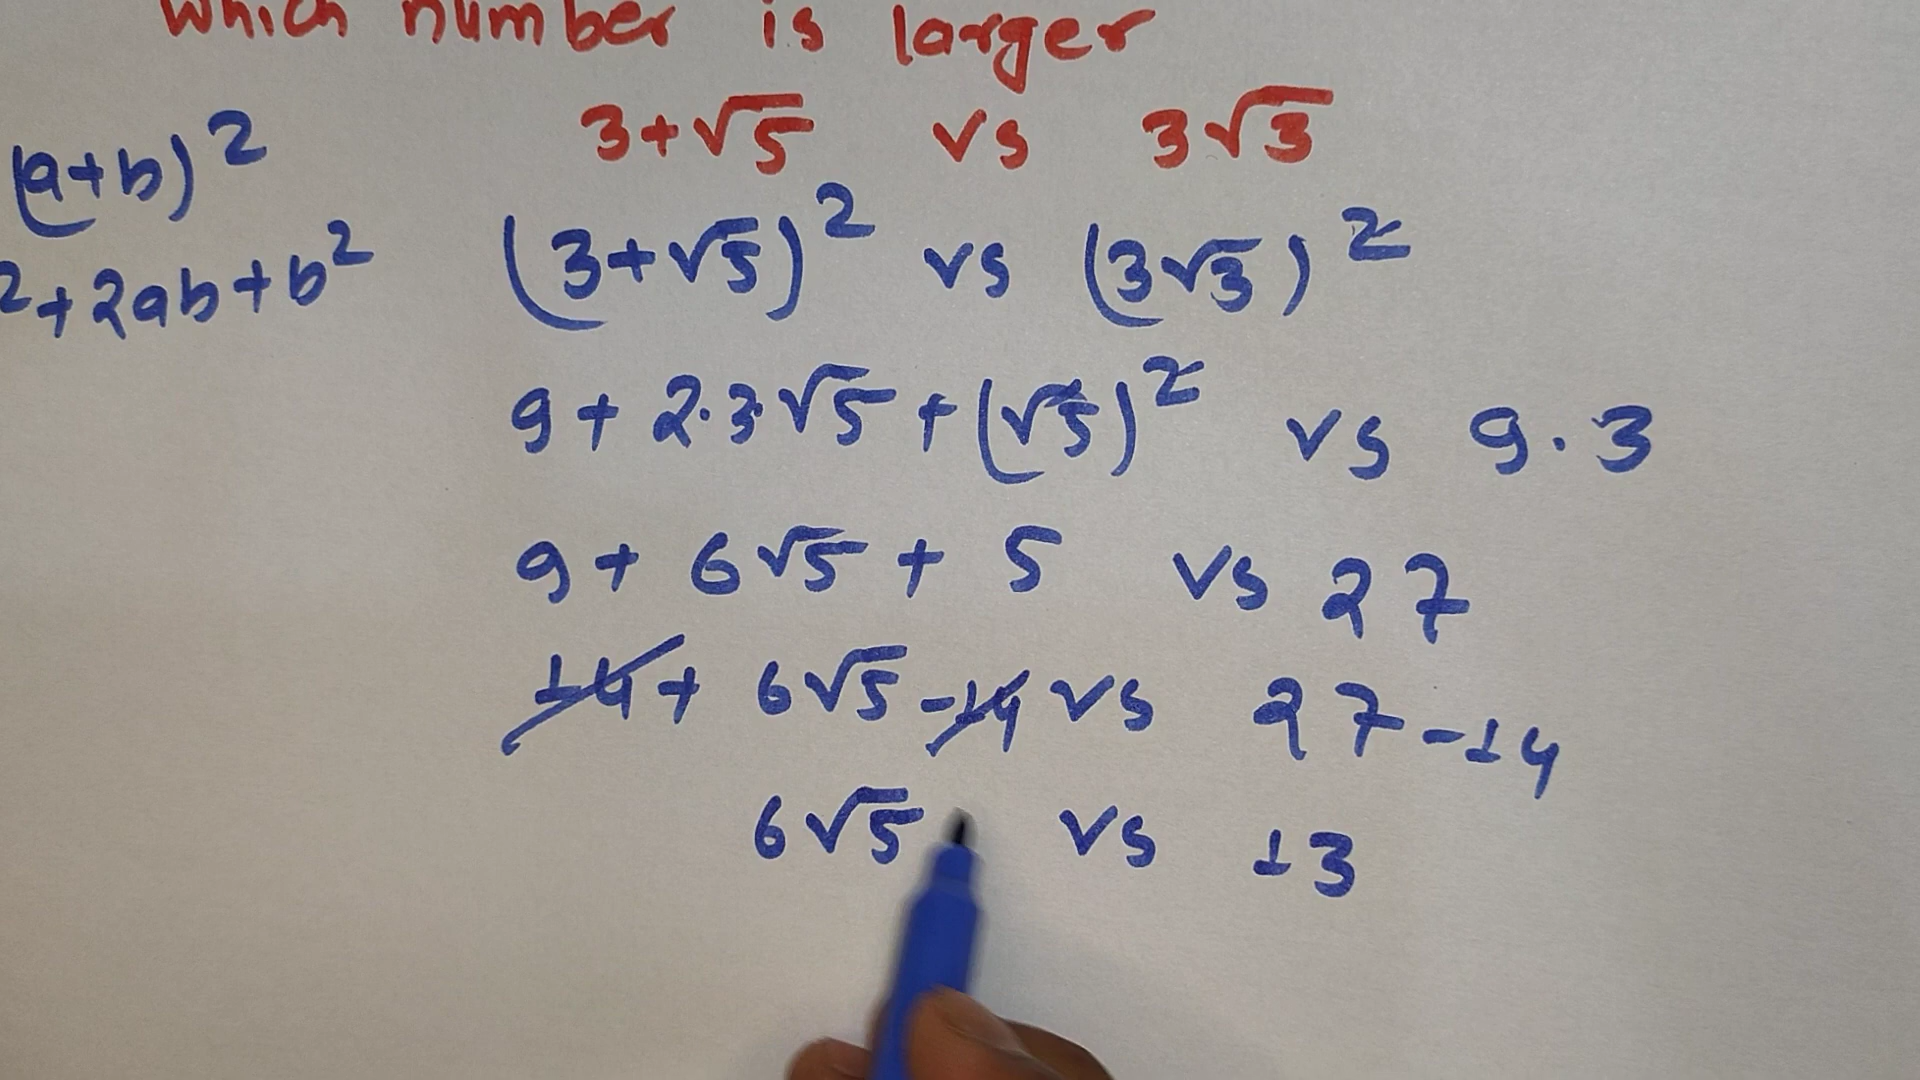 Which number is larger
3+√5 vs 3√3
(a+b)²
(3+√5)² vs (3√3)²
²+2ab+b²
9+2·3·√5+(√5)² vs 9·3
9+6√5+5 vs 27
14+6√5-14 vs 27-14
6√5 vs 13